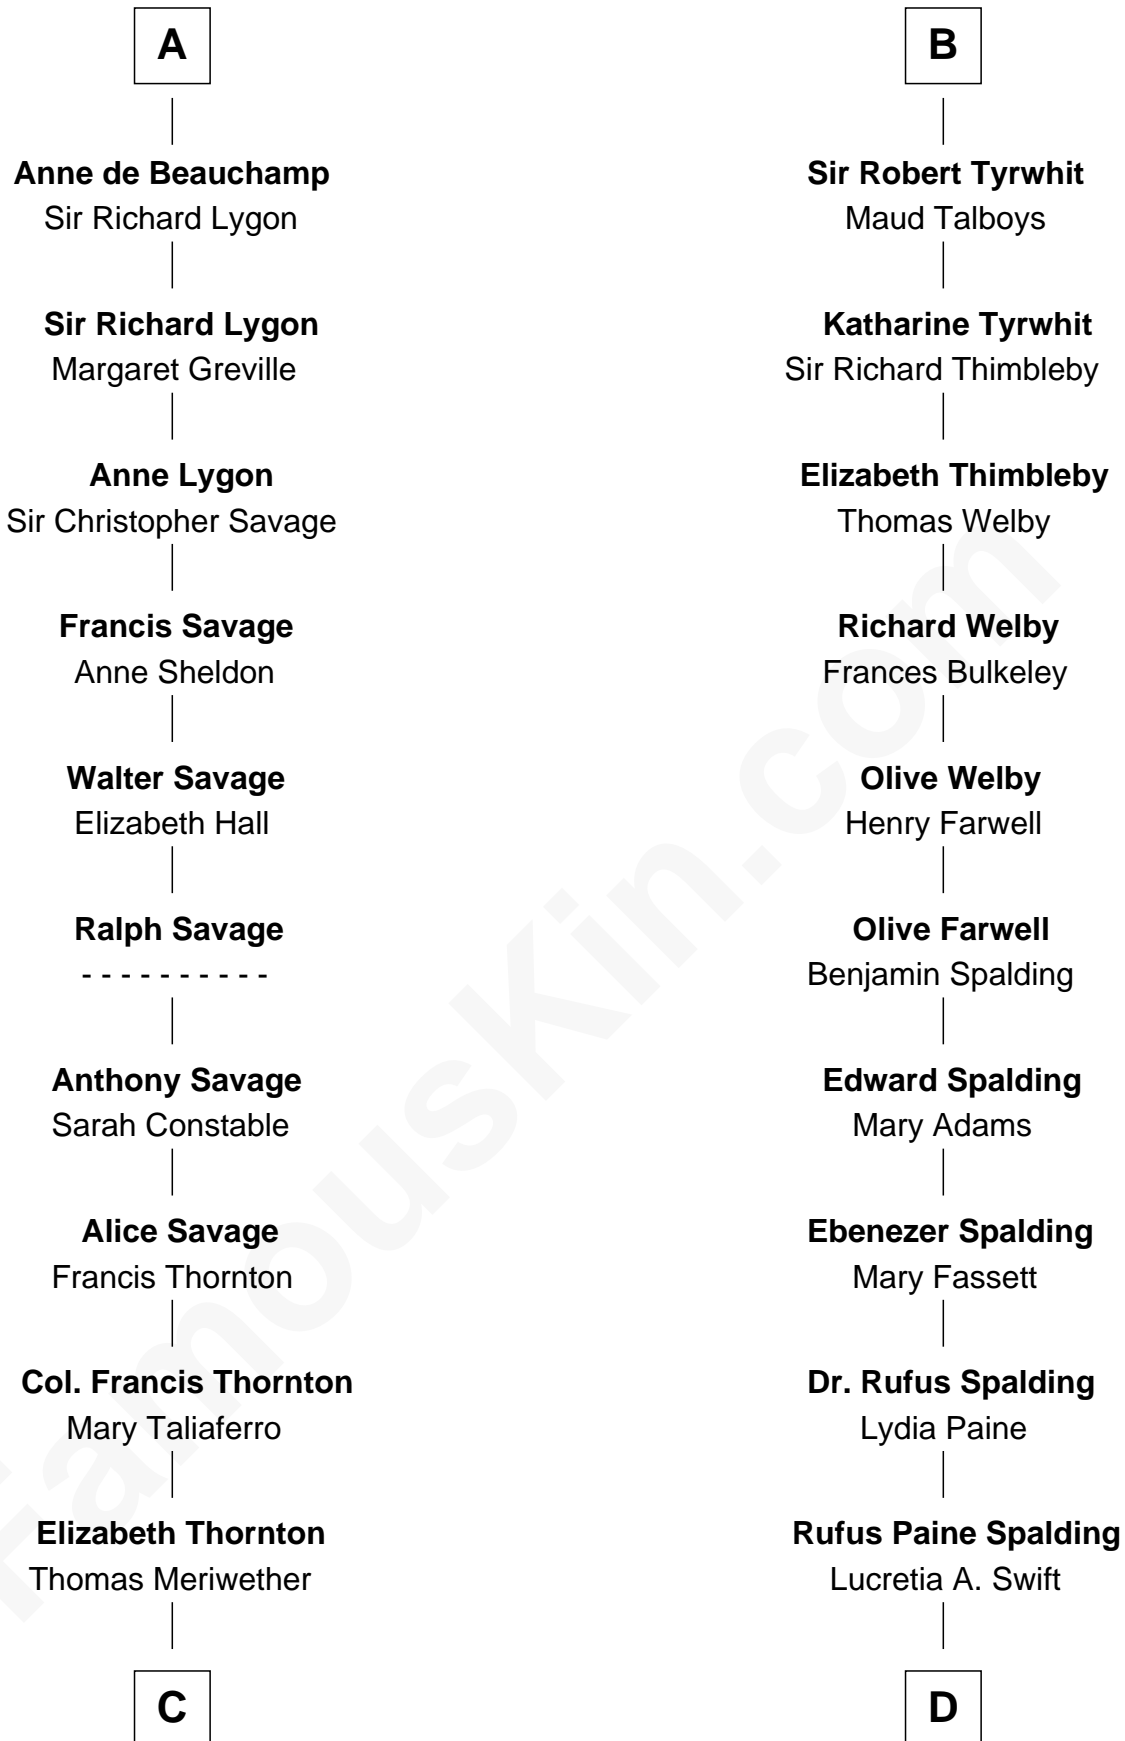 A
Anne de Beauchamp
Sir Richard Lygon
Sir Richard Lygon
Margaret Greville
Anne Lygon
Sir Christopher Savage
Francis Savage
Anne Sheldon
Walter Savage
Elizabeth Hall
Ralph Savage
- - - - - - - - - -
Anthony Savage
Sarah Constable
Alice Savage
Francis Thornton
Col. Francis Thornton
Mary Taliaferro
Elizabeth Thornton
Thomas Meriwether
C
B
Sir Robert Tyrwhit
Maud Talboys
Katharine Tyrwhit
Sir Richard Thimbleby
Elizabeth Thimbleby
Thomas Welby
Richard Welby
Frances Bulkeley
Olive Welby
Henry Farwell
Olive Farwell
Benjamin Spalding
Edward Spalding
Mary Adams
Ebenezer Spalding
Mary Fassett
Dr. Rufus Spalding
Lydia Paine
Rufus Paine Spalding
Lucretia A. Swift
D
FamousKin.com